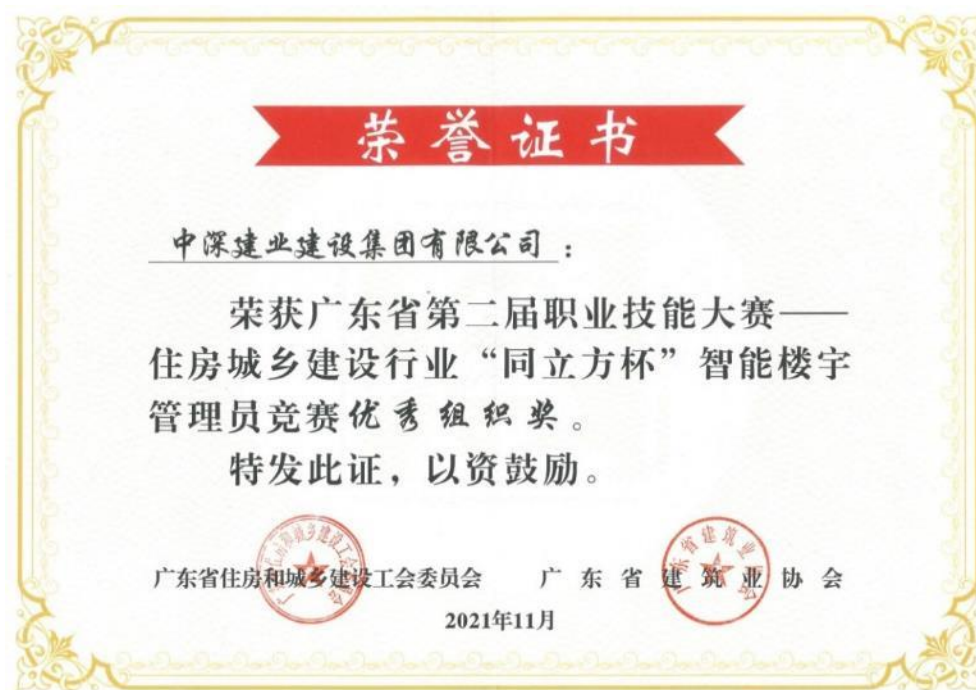 荣誉证书
中深建业建设集团有限公司：
荣获广东省第二届职业技能大赛——
住房城乡建设行业“同立方杯”智能楼宇
管理员竞赛优秀组织奖。
特发此证，以资鼓励。
广东省住房和城乡建设工会委员会 广东省建筑业协会
2021年11月